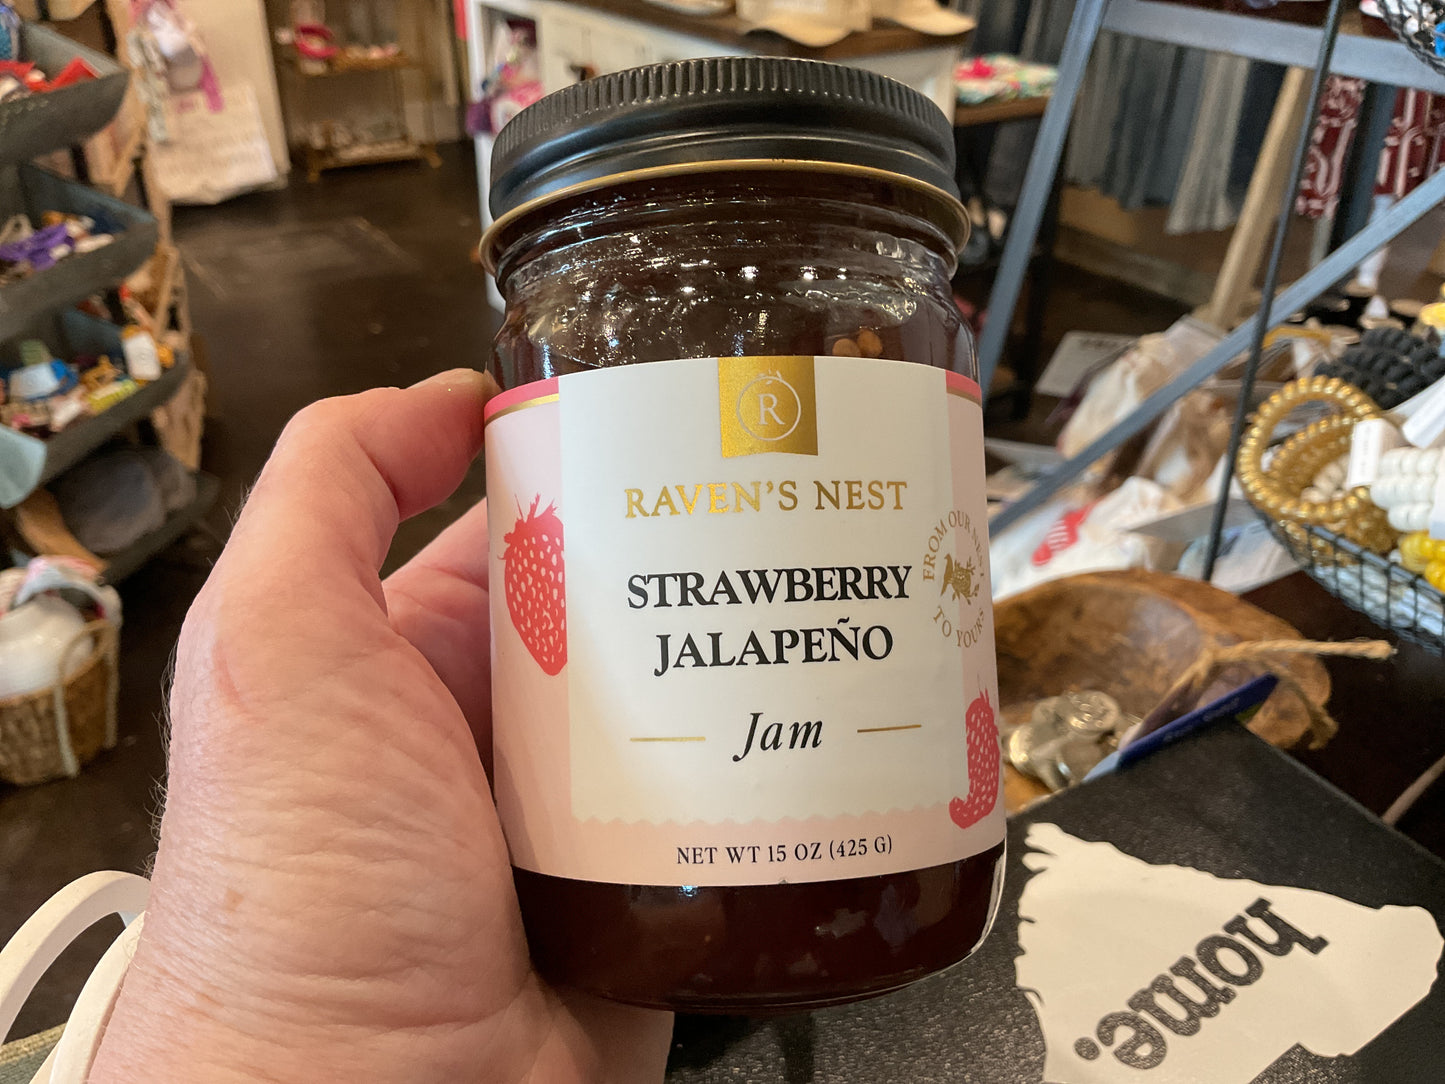 R
RAVEN'S NEST
STRAWBERRY
JALAPEÑO
Jam
NET WT 15 OZ (425 G)
FROM OUR NEST
TO YOURS
home.